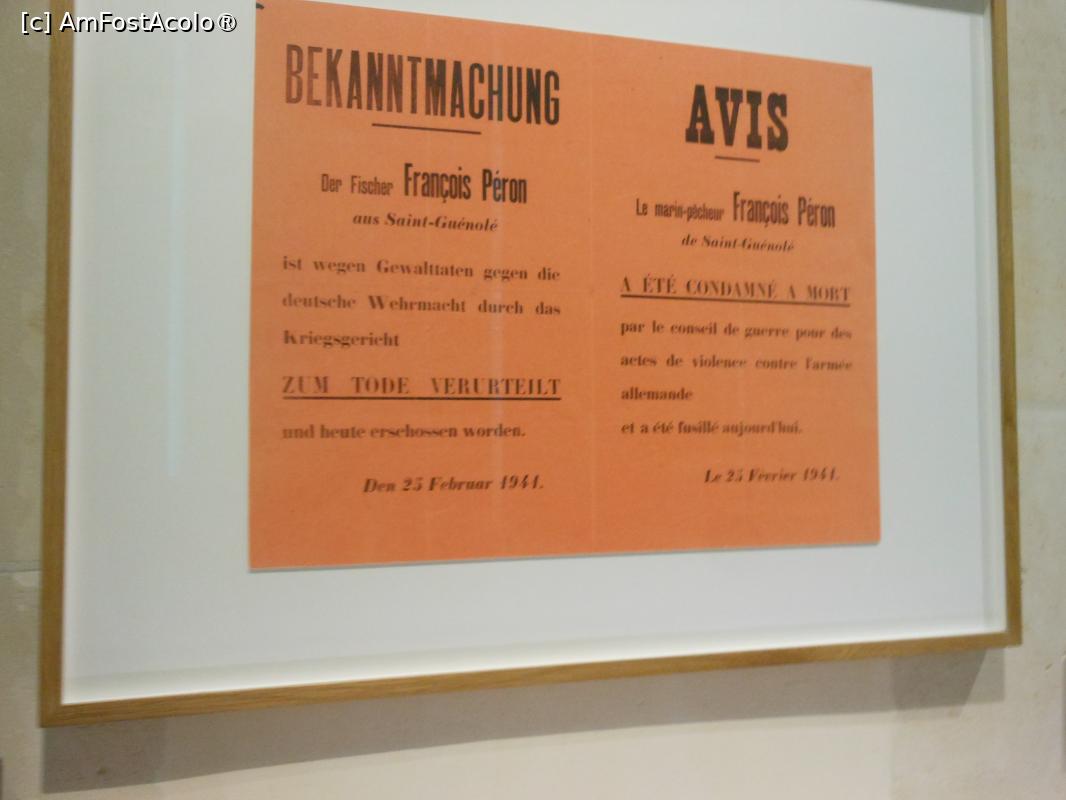 [c] AmFostAcolo®
BEKANNTMACHUNG
Der Fischer François Péron
aus Saint-Guénolé
ist wegen Gewalttaten gegen die
deutsche Wehrmacht durch das
Kriegsgericht
ZUM TODE VERURTEILT
und heute erschossen worden.
Den 25 Februar 1941.
AVIS
Le marin-pêcheur François Péron
de Saint-Guénolé
A ÉTÉ CONDAMNÉ A MORT
par le conseil de guerre pour des
actes de violence contre l'armée
allemande
et a été fusillé aujourd'hui.
Le 25 Février 1941.